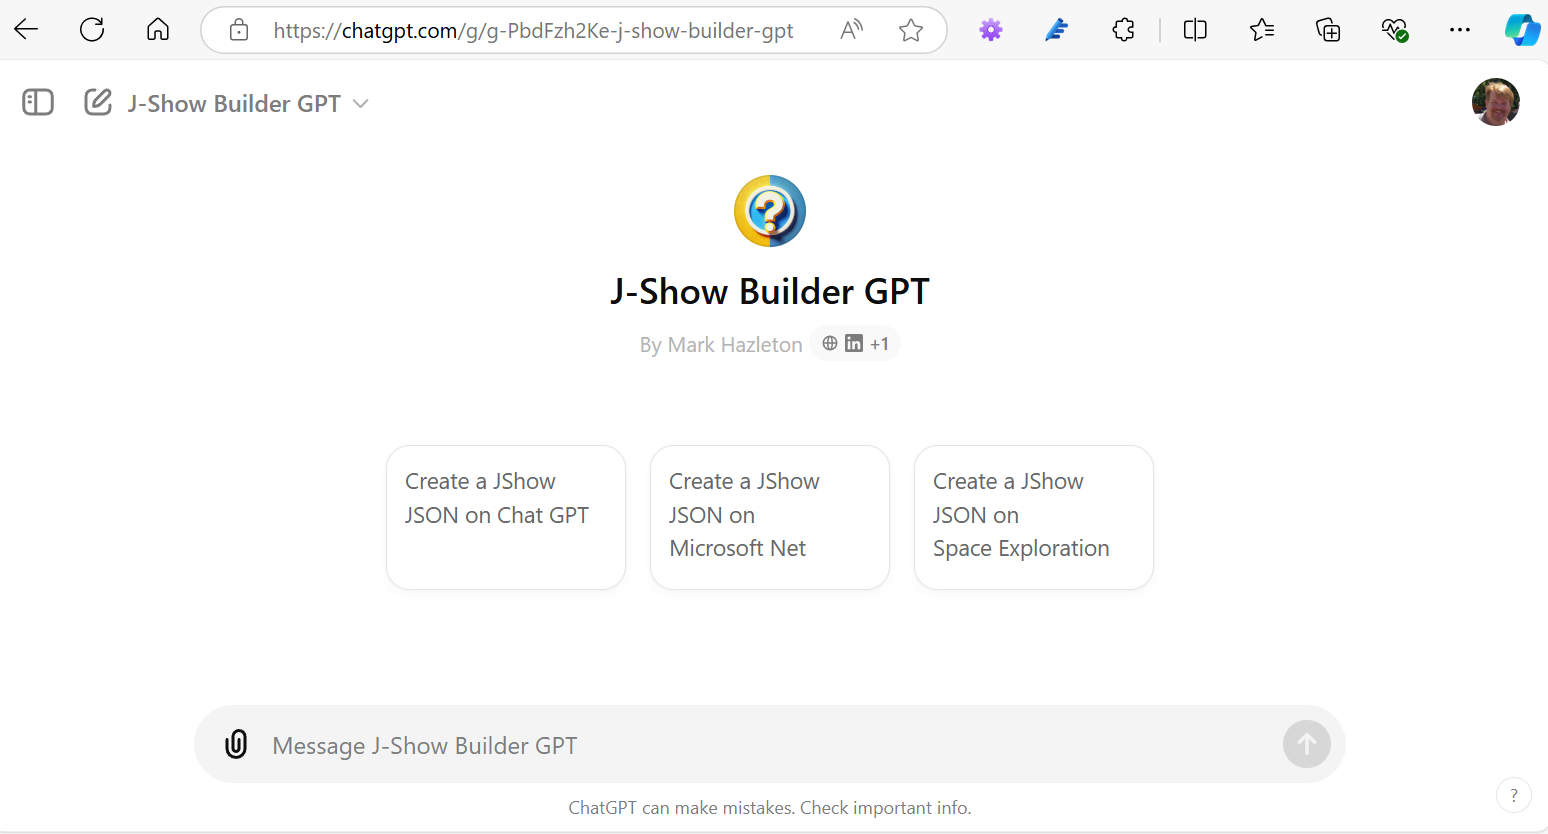 https://chatgpt.com/g/g-PbdFzh2Ke-j-show-builder-gpt
J-Show Builder GPT
J-Show Builder GPT
By Mark Hazleton
in +1
Create a JShow
JSON on Chat GPT
Create a JShow
JSON on
Microsoft Net
Create a JShow
JSON on
Space Exploration
Message J-Show Builder GPT
ChatGPT can make mistakes. Check important info.
?